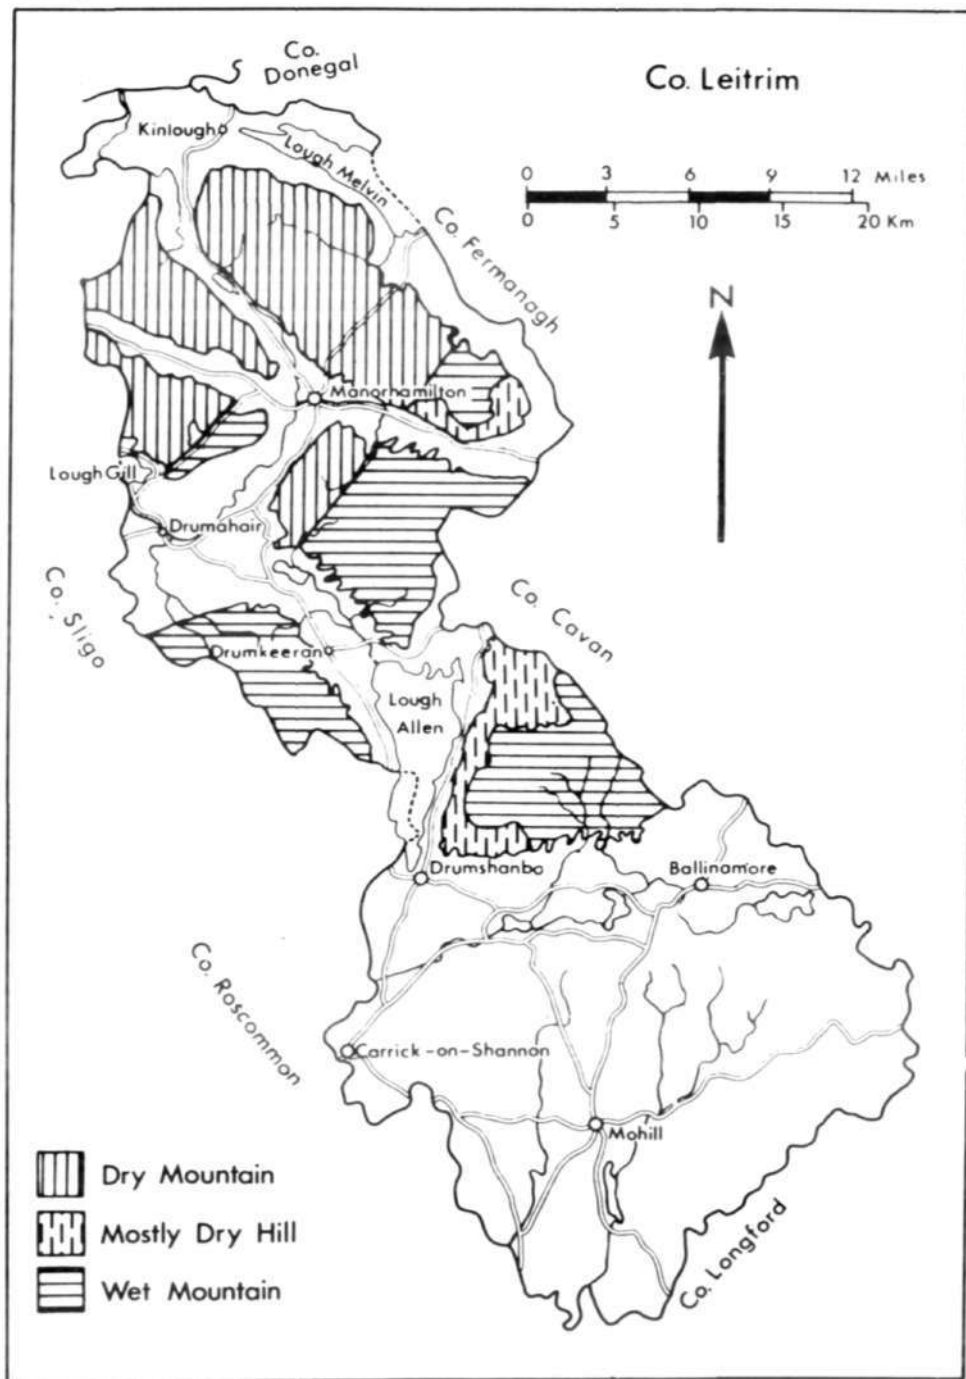 Co.
Donegal
Co. Leitrim
Kinlough
Lough Melvin
0 3 6 9 12 Miles
0 5 10 15 20 Km
Co. Fermanagh
N
Manorhamilton
Lough Gill
Drumahair
Co. Sligo
Co. Cavan
Drumkeeran
Lough
Allen
Drumshanbo
Ballinamore
Co. Roscommon
Carrick-on-Shannon
Mohill
Dry Mountain
Mostly Dry Hill
Wet Mountain
Co. Longford